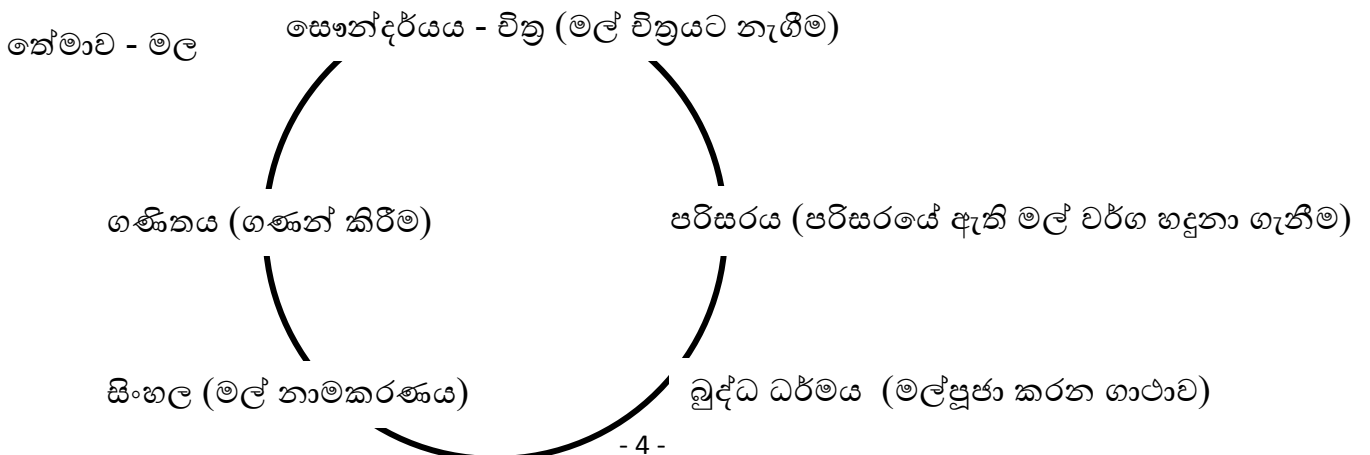 තේමාව - මල
සෞන්දර්යය - චිත්‍ර (මල් චිත්‍රයට නැගීම)
ගණිතය (ගණන් කිරීම)
පරිසරය (පරිසරයේ ඇති මල් වර්ග හදුනා ගැනීම)
සිංහල (මල් නාමකරණය)
බුද්ධ ධර්මය (මල්පූජා කරන ගාථාව)
- 4 -